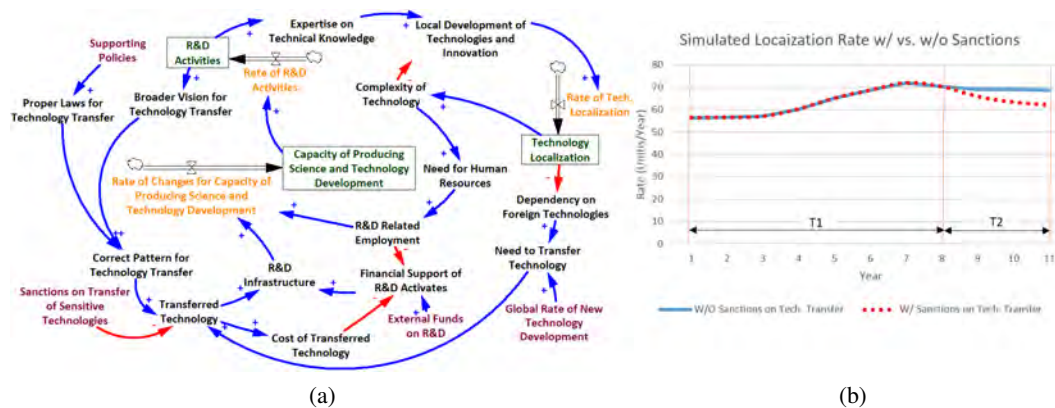 Supporting
Policies
R&D
Activities
Expertise on
Technical Knowledge
Local Development of
Technologies and
Innovation
Rete of R&D
Activities
Proper Laws for
Technology Transfer
Broader Vision for
Technology Transfer
Complexity of
Technology
Rate of Tech.
Localization
Technology
Localization
Capacity of Producing
Science and Technology
Development
Rate of Changes for Capacity of
Producing Science and
Technology Development
Need for Human
Resources
Dependency on
Foreign Technologies
R&D Related
Employment
Need to Transfer
Technology
Correct Pattern for
Technology Transfer
R&D
Infrastructure
Financial Support of
R&D Activates
Sanctions on Transfer
of Sensitive
Technologies
Transferred
Technology
Cost of Transferred
Technology
External Funds
on R&D
Global Rate of New
Technology
Development
(a)
Simulated Locaization Rate w/ vs. w/o Sanctions
Rate (Units/Year)
80
70
60
50
40
30
20
10
0
T1 T2
1 2 3 4 5 6 7 8 9 10 11
Year
W/O Sanctions on Tech. Transfer W/ Sanctions on Tech. Transfer
(b)